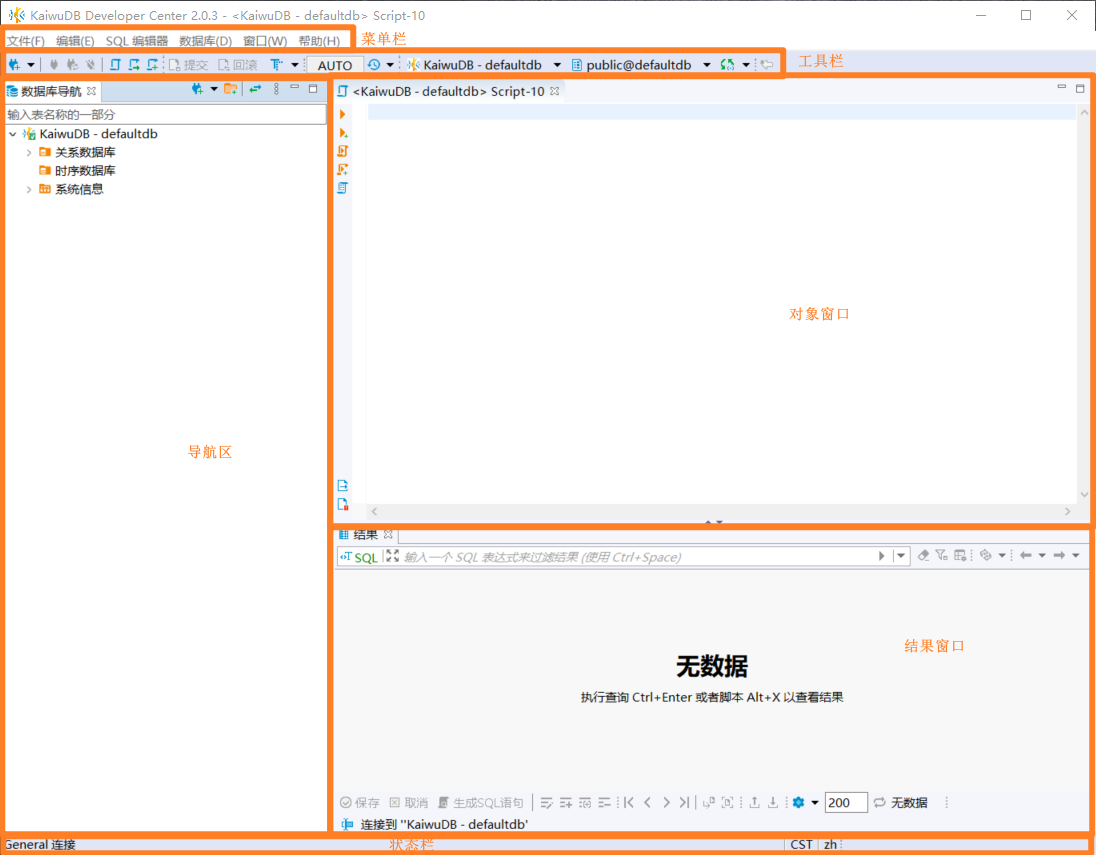 KaiwuDB Developer Center 2.0.3 - <KaiwuDB - defaultdb> Script-10
文件(F) 编辑(E) SQL 编辑器 数据库(D) 窗口(W) 帮助(H) 菜单栏
提交 回滚 AUTO KaiwuDB - defaultdb public@defaultdb 工具栏
数据库导航
<KaiwuDB - defaultdb> Script-10
输入表名称的一部分
KaiwuDB - defaultdb
关系数据库
时序数据库
系统信息
对象窗口
导航区
结果
SQL 输入一个 SQL 表达式来过滤结果 (使用 Ctrl+Space)
结果窗口
无数据
执行查询 Ctrl+Enter 或者脚本 Alt+X 以查看结果
保存 取消 生成SQL语句 200 无数据
连接到 "KaiwuDB - defaultdb'
General 连接 状态栏 CST zh